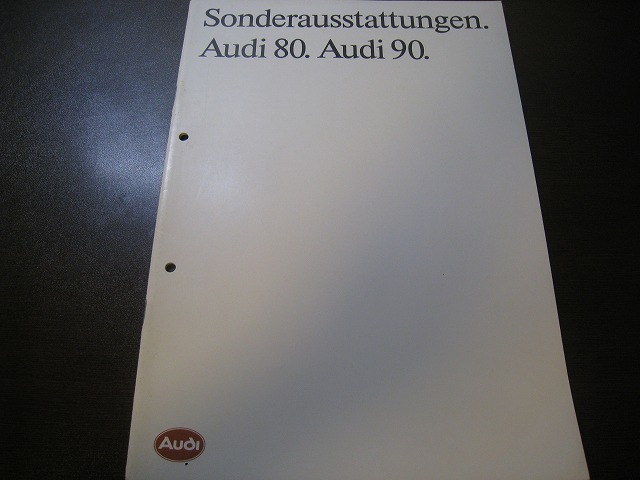 Sonderausstattungen.
Audi 80. Audi 90.
Audi